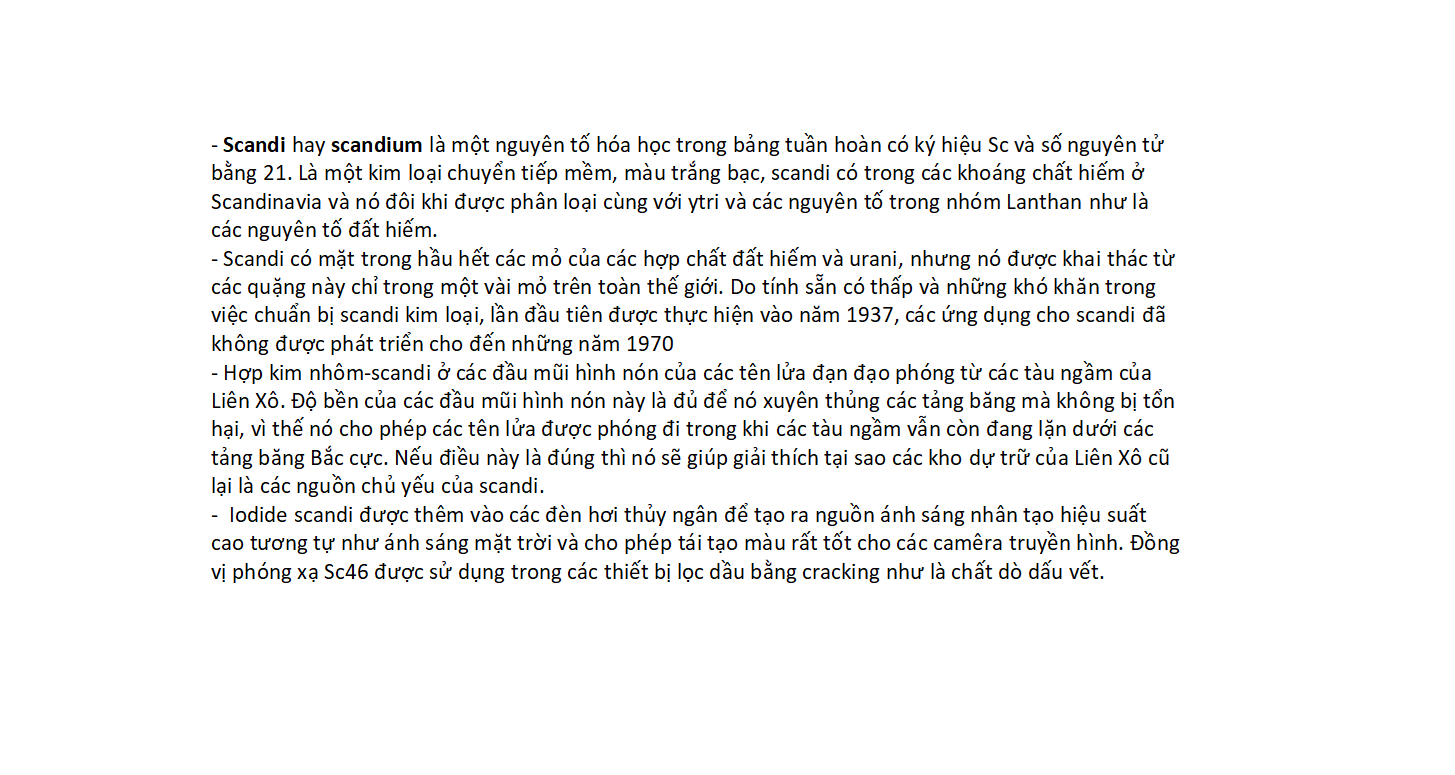 - Scandi hay scandium là một nguyên tố hóa học trong bảng tuần hoàn có ký hiệu Sc và số nguyên tử
bằng 21. Là một kim loại chuyển tiếp mềm, màu trắng bạc, scandi có trong các khoáng chất hiếm ở
Scandinavia và nó đôi khi được phân loại cùng với ytri và các nguyên tố trong nhóm Lanthan như là
các nguyên tố đất hiếm.
- Scandi có mặt trong hầu hết các mỏ của các hợp chất đất hiếm và urani, nhưng nó được khai thác từ
các quặng này chỉ trong một vài mỏ trên toàn thế giới. Do tính sẵn có thấp và những khó khăn trong
việc chuẩn bị scandi kim loại, lần đầu tiên được thực hiện vào năm 1937, các ứng dụng cho scandi đã
không được phát triển cho đến những năm 1970
- Hợp kim nhôm-scandi ở các đầu mũi hình nón của các tên lửa đạn đạo phóng từ các tàu ngầm của
Liên Xô. Độ bền của các đầu mũi hình nón này là đủ để nó xuyên thủng các tảng băng mà không bị tổn
hại, vì thế nó cho phép các tên lửa được phóng đi trong khi các tàu ngầm vẫn còn đang lặn dưới các
tảng băng Bắc cực. Nếu điều này là đúng thì nó sẽ giúp giải thích tại sao các kho dự trữ của Liên Xô cũ
lại là các nguồn chủ yếu của scandi.
- Iodide scandi được thêm vào các đèn hơi thủy ngân để tạo ra nguồn ánh sáng nhân tạo hiệu suất
cao tương tự như ánh sáng mặt trời và cho phép tái tạo màu rất tốt cho các camêra truyền hình. Đồng
vị phóng xạ Sc46 được sử dụng trong các thiết bị lọc dầu bằng cracking như là chất dò dấu vết.